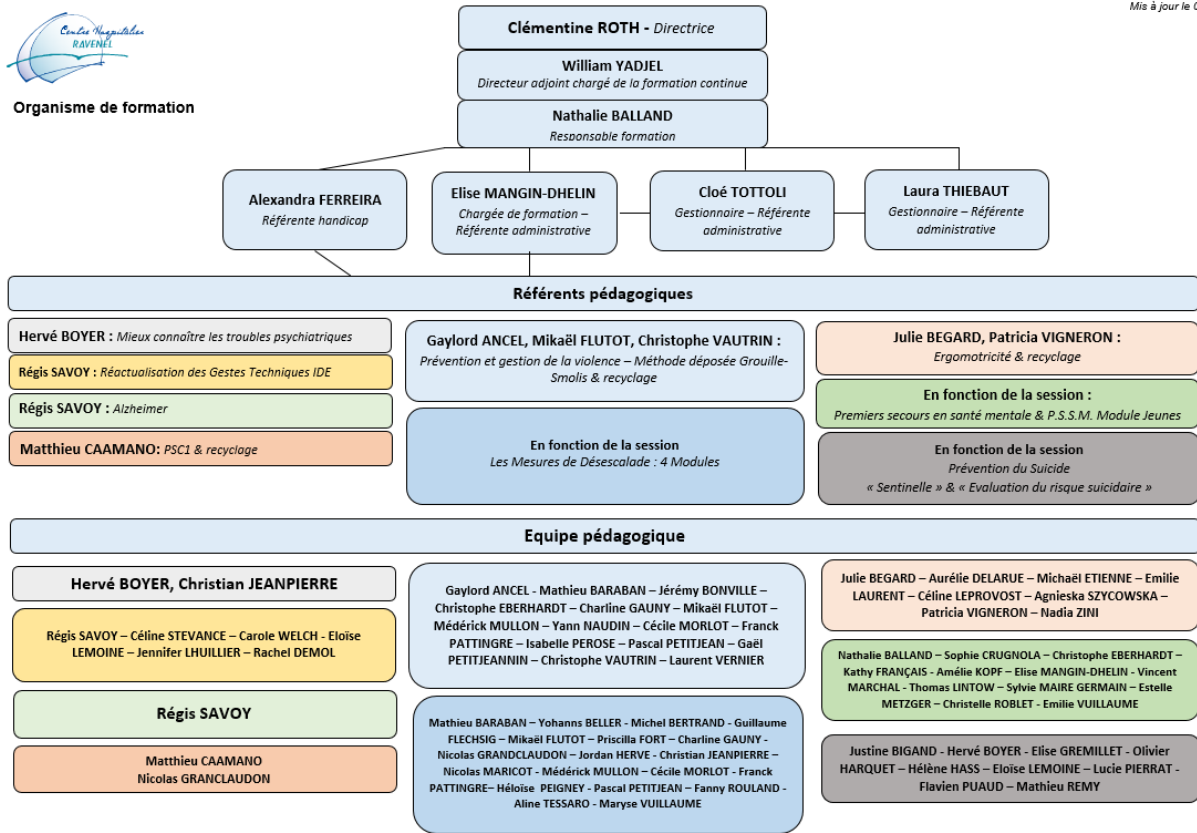 Mis à jour le
Centre Hospitalier
RAVENEL
Organisme de formation
Clémentine ROTH - Directrice
William YADJEL
Directeur adjoint chargé de la formation continue
Nathalie BALLAND
Responsable formation
Alexandra FERREIRA
Référente handicap
Elise MANGIN-DHELIN
Chargée de formation –
Référente administrative
Cloé TOTTOLI
Gestionnaire – Référente
administrative
Laura THIEBAUT
Gestionnaire – Référente
administrative
Référents pédagogiques
Hervé BOYER : Mieux connaître les troubles psychiatriques
Régis SAVOY : Réactualisation des Gestes Techniques IDE
Régis SAVOY : Alzheimer
Matthieu CAAMANO: PSC1 & recyclage
Gaylord ANCEL, Mikaël FLUTOT, Christophe VAUTRIN :
Prévention et gestion de la violence – Méthode déposée Grouille-
Smolis & recyclage
En fonction de la session
Les Mesures de Désescalade : 4 Modules
Julie BEGARD, Patricia VIGNERON :
Ergomotricité & recyclage
En fonction de la session :
Premiers secours en santé mentale & P.S.S.M. Module Jeunes
En fonction de la session
Prévention du Suicide
« Sentinelle » & « Evaluation du risque suicidaire »
Equipe pédagogique
Hervé BOYER, Christian JEANPIERRE
Régis SAVOY – Céline STEVANCE – Carole WELCH - Eloïse
LEMOINE – Jennifer LHUILLIER – Rachel DEMOL
Régis SAVOY
Matthieu CAAMANO
Nicolas GRANCLAUDON
Gaylord ANCEL - Mathieu BARABAN – Jérémy BONVILLE –
Christophe EBERHARDT – Charline GAUNY - Mikaël FLUTOT –
Médérick MULLON – Yann NAUDIN – Cécile MORLOT - Franck
PATTINGRE – Isabelle PEROSE – Pascal PETITJEAN – Gaël
PETITJEANNIN – Christophe VAUTRIN – Laurent VERNIER
Mathieu BARABAN – Yohanns BELLER - Michel BERTRAND - Guillaume
FLECHSIG - Mikaël FLUTOT – Priscilla FORT – Charline GAUNY -
Nicolas GRANDCLAUDON – Jordan HERVE - Christian JEANPIERRE –
Nicolas MARICOT - Médérick MULLON – Cécile MORLOT - Franck
PATTINGRE– Héloïse PEIGNEY - Pascal PETITJEAN – Fanny ROULAND -
Aline TESSARO - Maryse VUILLAUME
Julie BEGARD – Aurélie DELARUE – Michaël ETIENNE – Emilie
LAURENT – Céline LEPROVOST – Agnieska SZYCOWSKA –
Patricia VIGNERON – Nadia ZINI
Nathalie BALLAND – Sophie CRUGNOLA – Christophe EBERHARDT –
Kathy FRANÇAIS - Amélie KOPF – Elise MANGIN-DHELIN - Vincent
MARCHAL - Thomas LINTOW – Sylvie MAIRE GERMAIN – Estelle
METZGER – Christelle ROBLET - Emilie VUILLAUME
Justine BIGAND - Hervé BOYER - Elise GREMILLET - Olivier
HARQUET – Hélène HASS – Eloïse LEMOINE – Lucie PIERRAT -
Flavien PUAUD – Mathieu REMY